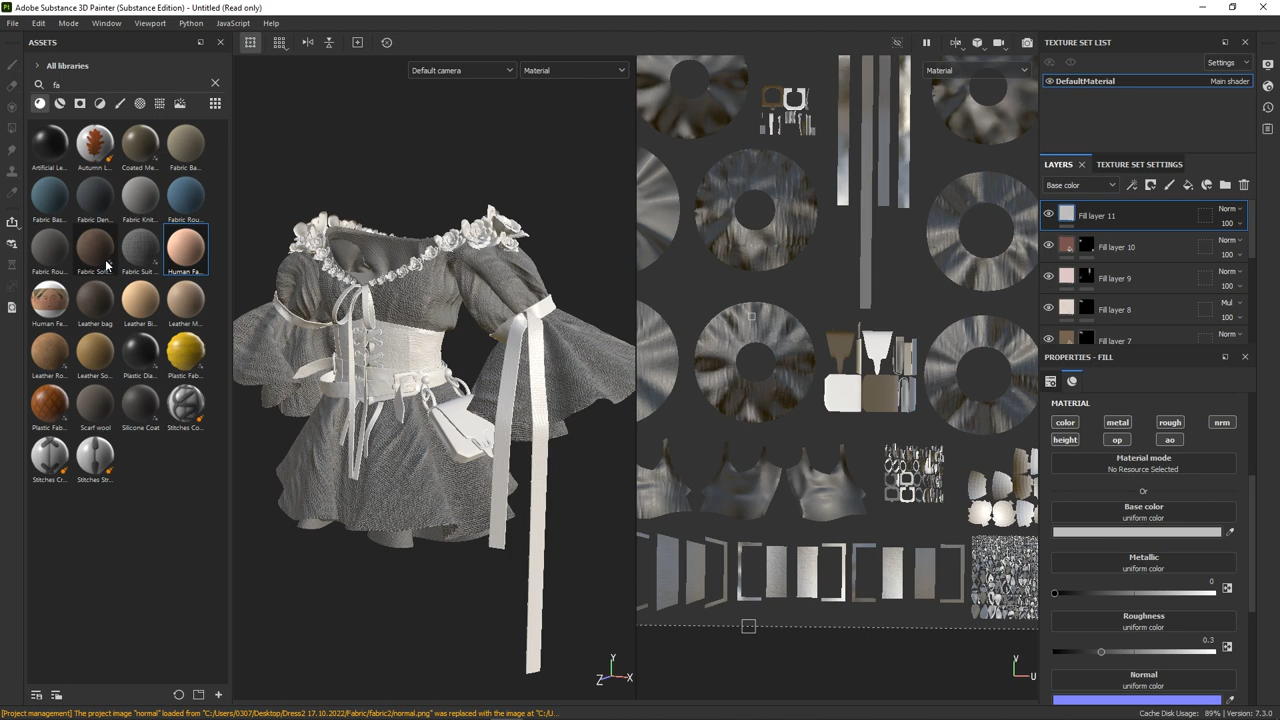 Adobe Substance 3D Painter (Substance Edition) - Untitled (Read only)
File Edit Mode Window Viewport Python JavaScript Help
ASSETS
All libraries
fa
Artificial Le... Autumn L... Coated Me... Fabric Ba...
Fabric Bas... Fabric Den... Fabric Knit... Fabric Rou...
Fabric Rou... Fabric Sof... Fabric Suit ... Human Fa...
Human Fe... Leather bag Leather Bi... Leather M...
Leather Ro... Leather So... Plastic Dia... Plastic Fab...
Plastic Fab... Scarf wool Silicone Coat Stitches Co...
Stitches Cr... Stitches Str...
Default camera Material
Y
Z X
Material
V
U
TEXTURE SET LIST
Settings
DefaultMaterial Main shader
LAYERS TEXTURE SET SETTINGS
Base color
Fill layer 11 Norm 100
Fill layer 10 Norm 100
Fill layer 9 Norm 100
Fill layer 8 Mul 100
Fill layer 7 Norm
PROPERTIES - FILL
MATERIAL
color metal rough nrm
height op ao
Material mode
No Resource Selected
Or
Base color
uniform color
Metallic
uniform color
0
Roughness
uniform color
0.3
Normal
uniform color
[Project management] The project image "normal" loaded from "C:/Users/0307/Desktop/Dress2 17.10.2022/Fabric/fabric2/normal.png" was replaced with the image at "C:/U... Cache Disk Usage: 89% | Version: 7.3.0